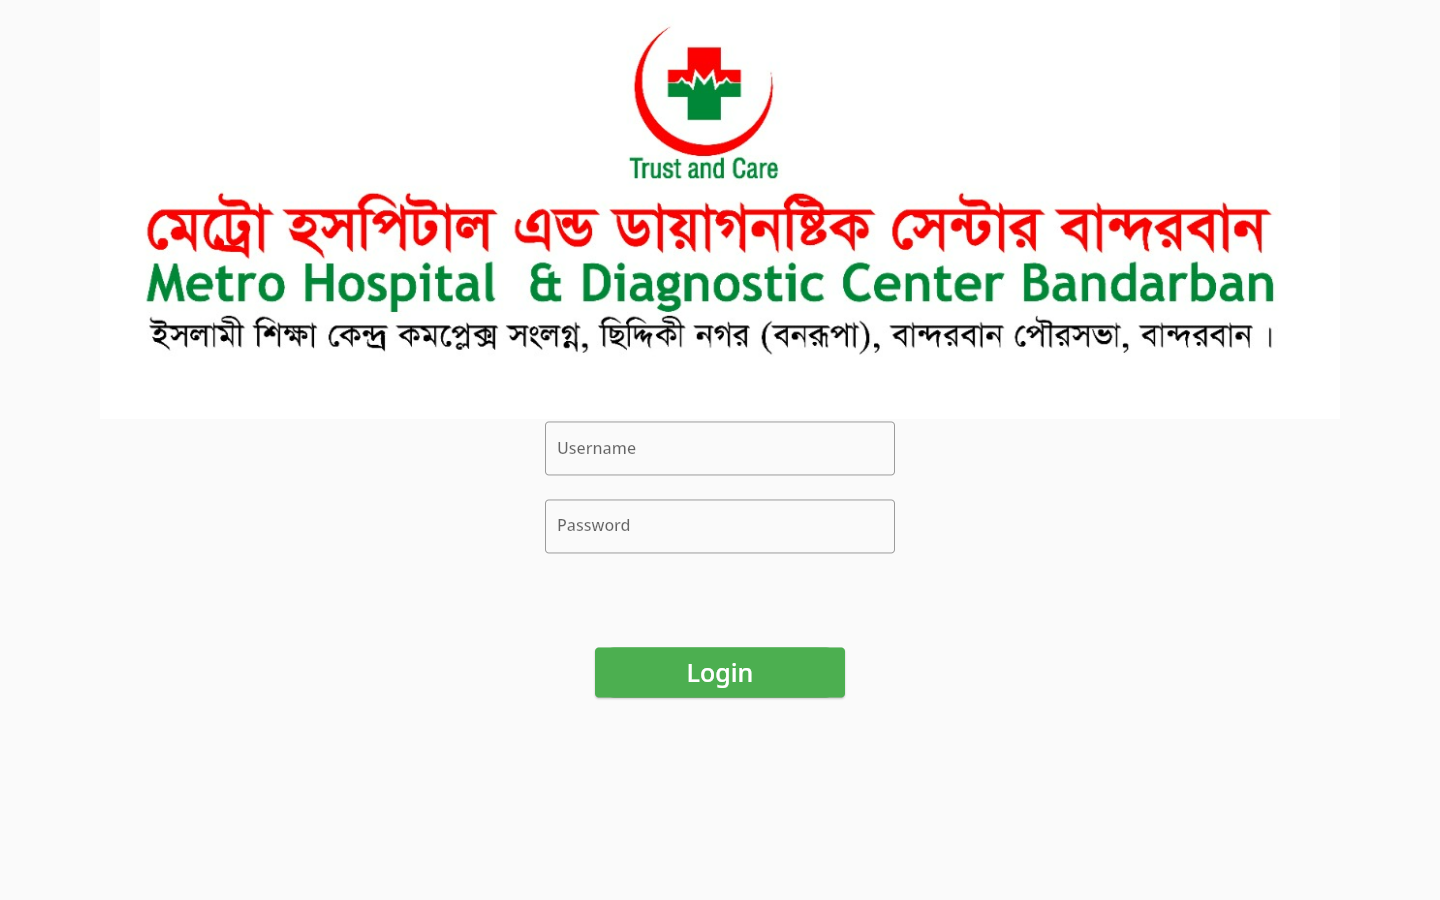 Trust and Care
মেট্রো হসপিটাল এন্ড ডায়াগনষ্টিক সেন্টার বান্দরবান
Metro Hospital & Diagnostic Center Bandarban
ইসলামী শিক্ষা কেন্দ্র কমপ্লেক্স সংলগ্ন, ছিদ্দিকী নগর (বনরূপা), বান্দরবান পৌরসভা, বান্দরবান ।
Username
Password
Login